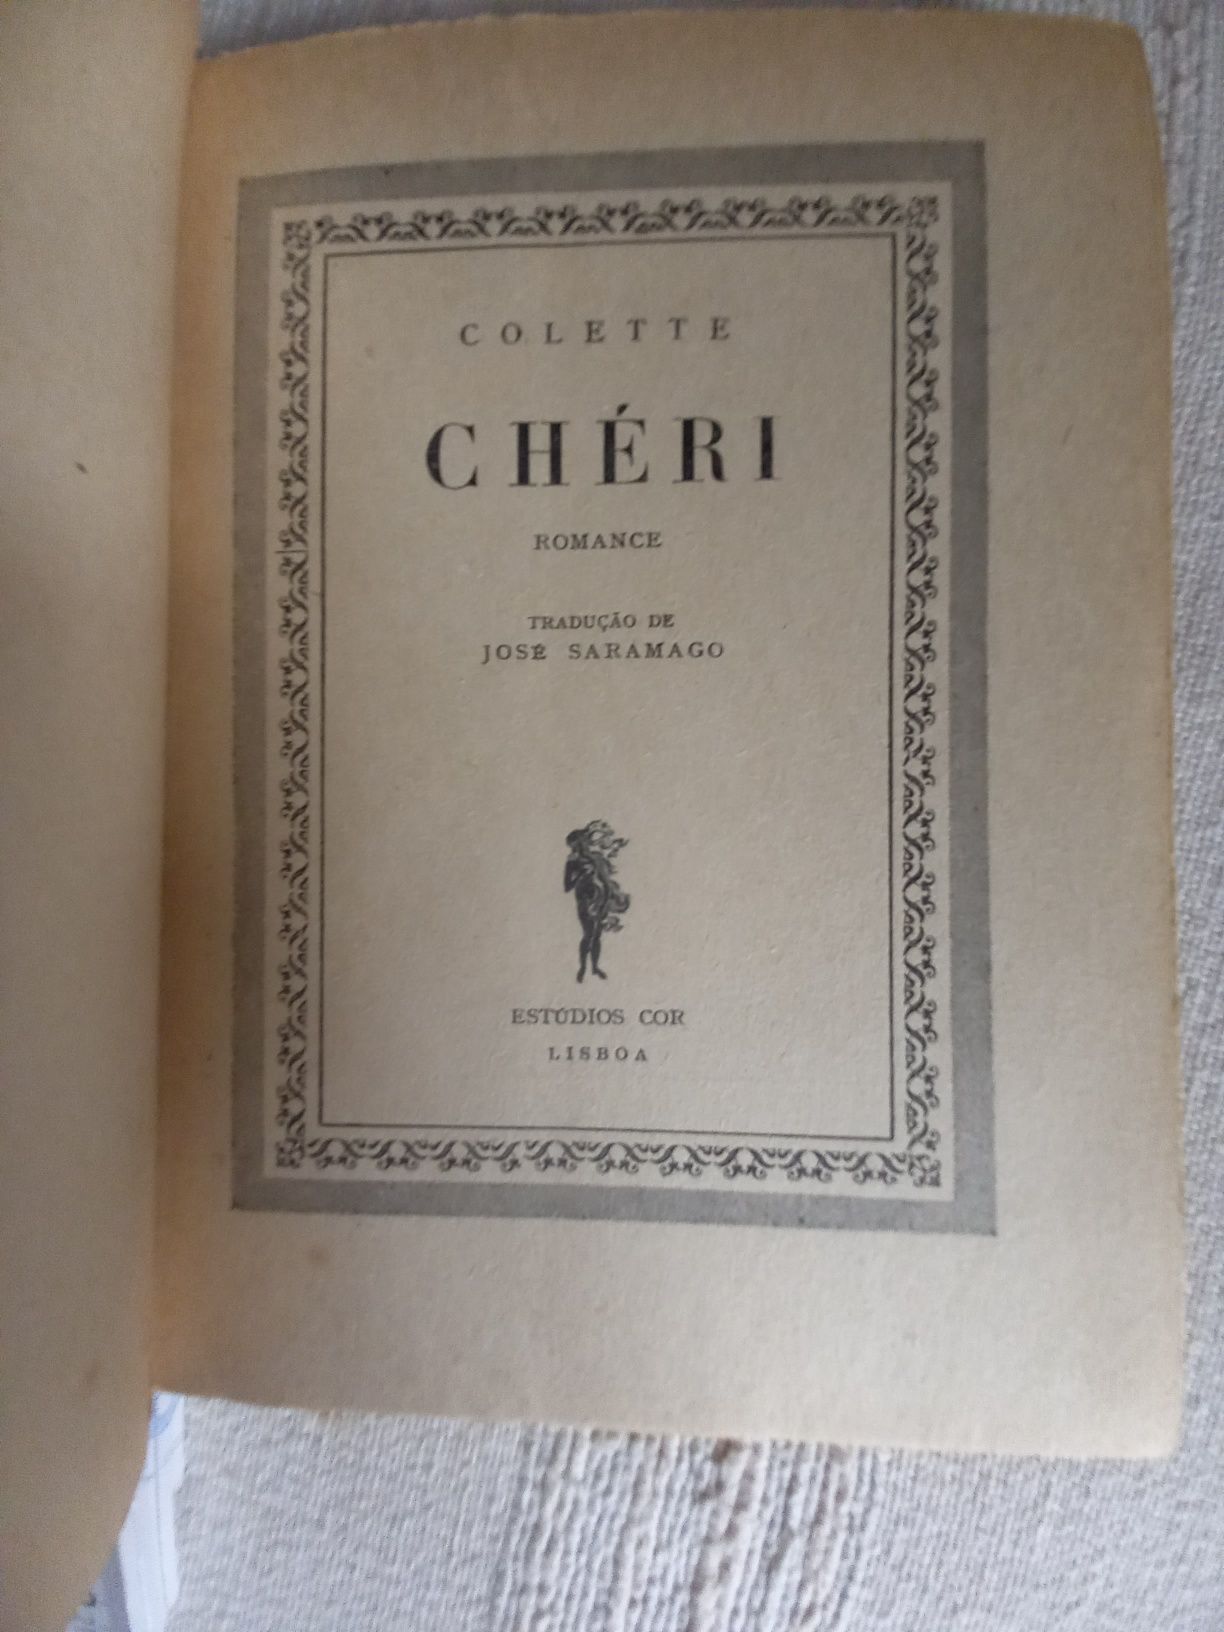 COLETTE
CHÉRI
ROMANCE
TRADUÇÃO DE
JOSÉ SARAMAGO
ESTÚDIOS COR
LISBOA